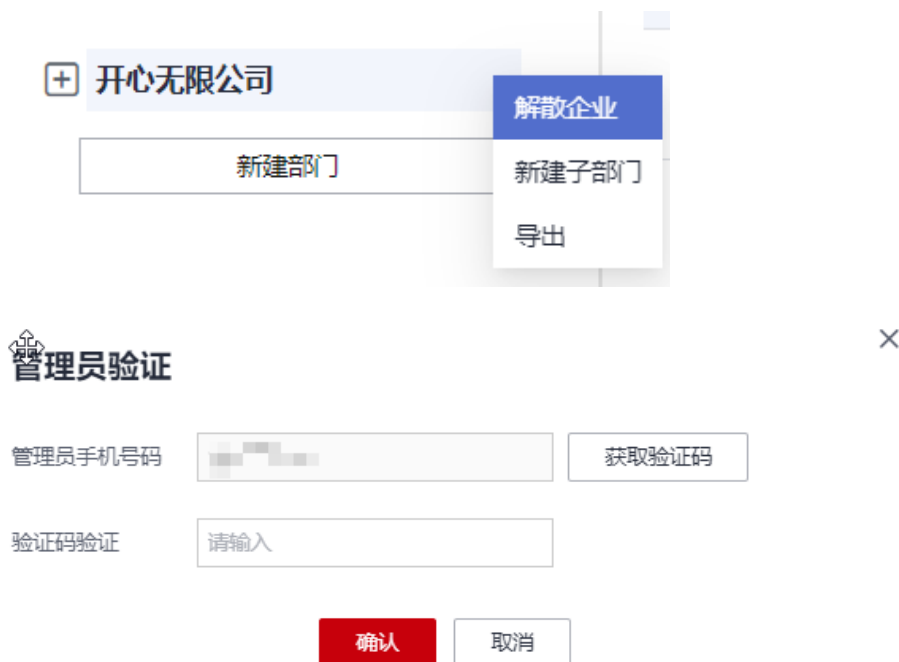 开心无限公司
解散企业
新建部门
新建子部门
导出
管理员验证
管理员手机号码
获取验证码
验证码验证
请输入
确认
取消